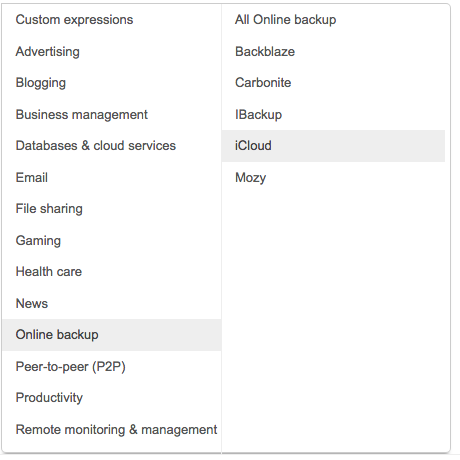 Custom expressions
Advertising
Blogging
Business management
Databases & cloud services
Email
File sharing
Gaming
Health care
News
Online backup
Peer-to-peer (P2P)
Productivity
Remote monitoring & management
All Online backup
Backblaze
Carbonite
IBackup
iCloud
Mozy